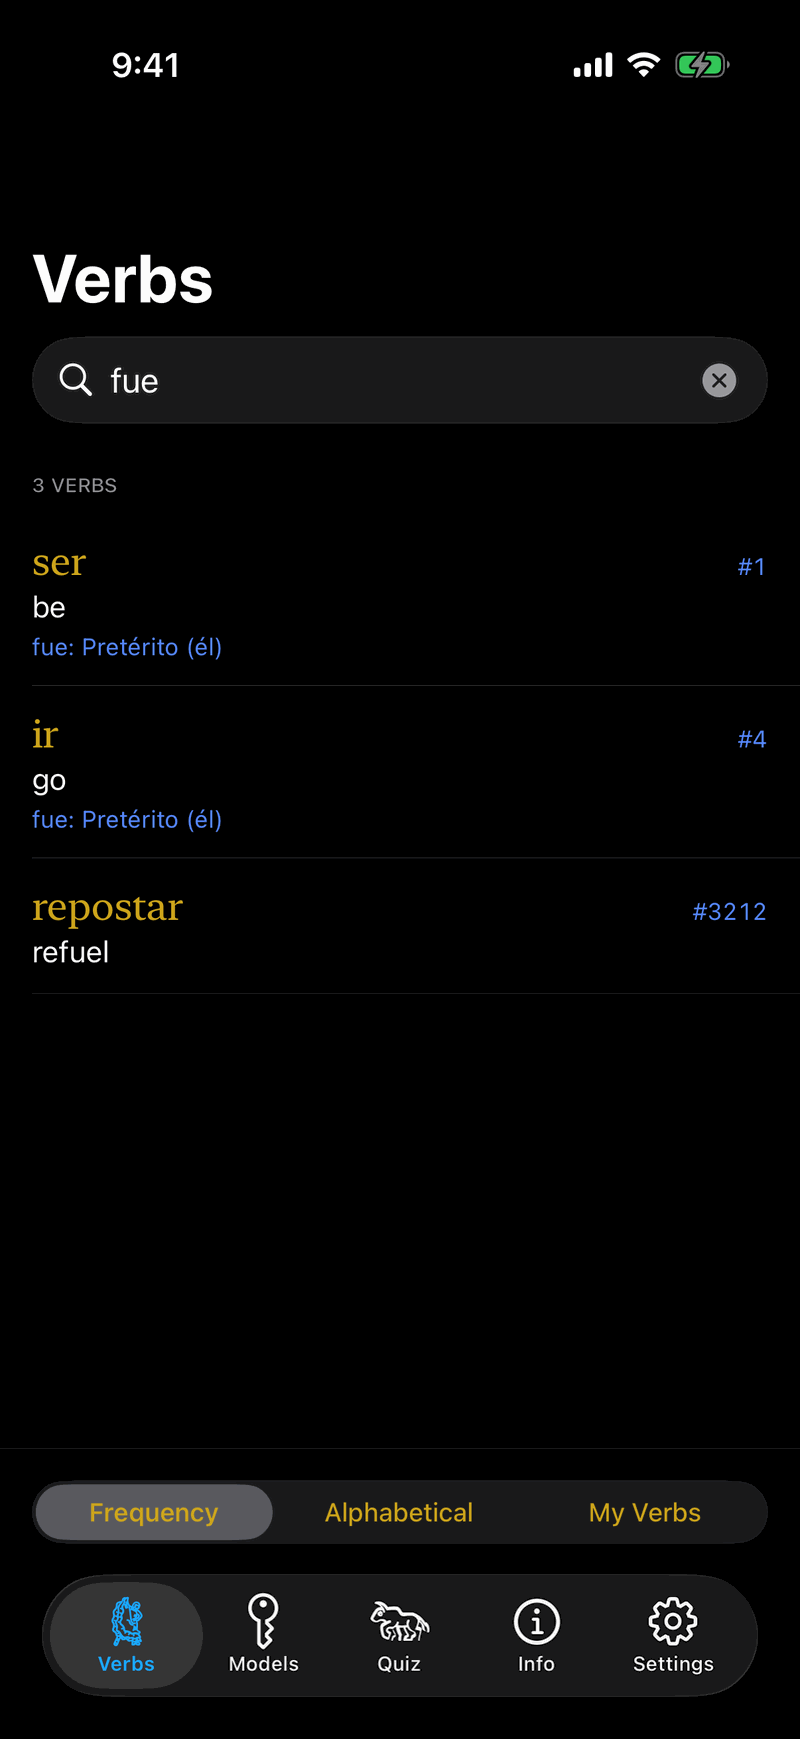 9:41
Verbs
fue
3 VERBS
ser
#1
be
fue: Pretérito (él)
ir
#4
go
fue: Pretérito (él)
repostar
#3212
refuel
Frequency
Alphabetical
My Verbs
Verbs
Models
Quiz
Info
Settings